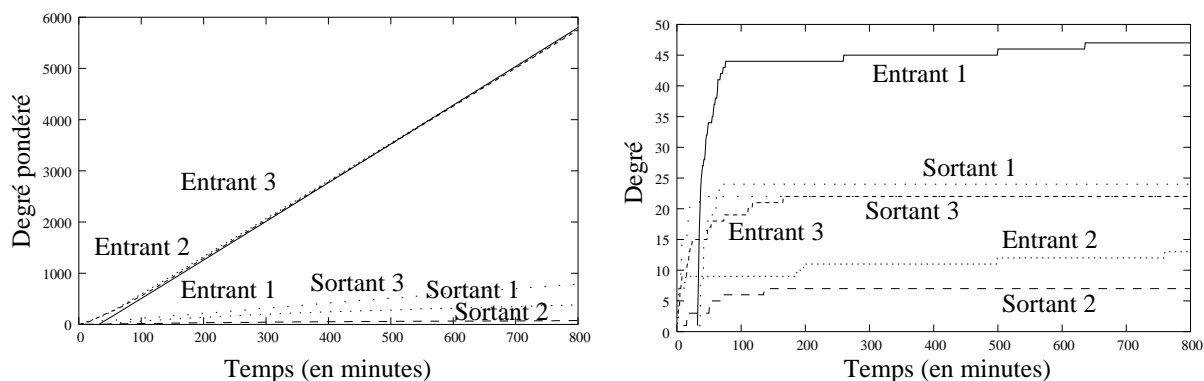 6000
5000
4000
3000
2000
1000
0
Degré pondéré
Entrant 3
Entrant 2
Entrant 1
Sortant 3
Sortant 1
Sortant 2
0 100 200 300 400 500 600 700 800
Temps (en minutes)
50
45
40
35
30
25
20
15
10
5
0
Degré
Entrant 1
Sortant 1
Sortant 3
Entrant 3
Entrant 2
Sortant 2
0 100 200 300 400 500 600 700 800
Temps (en minutes)